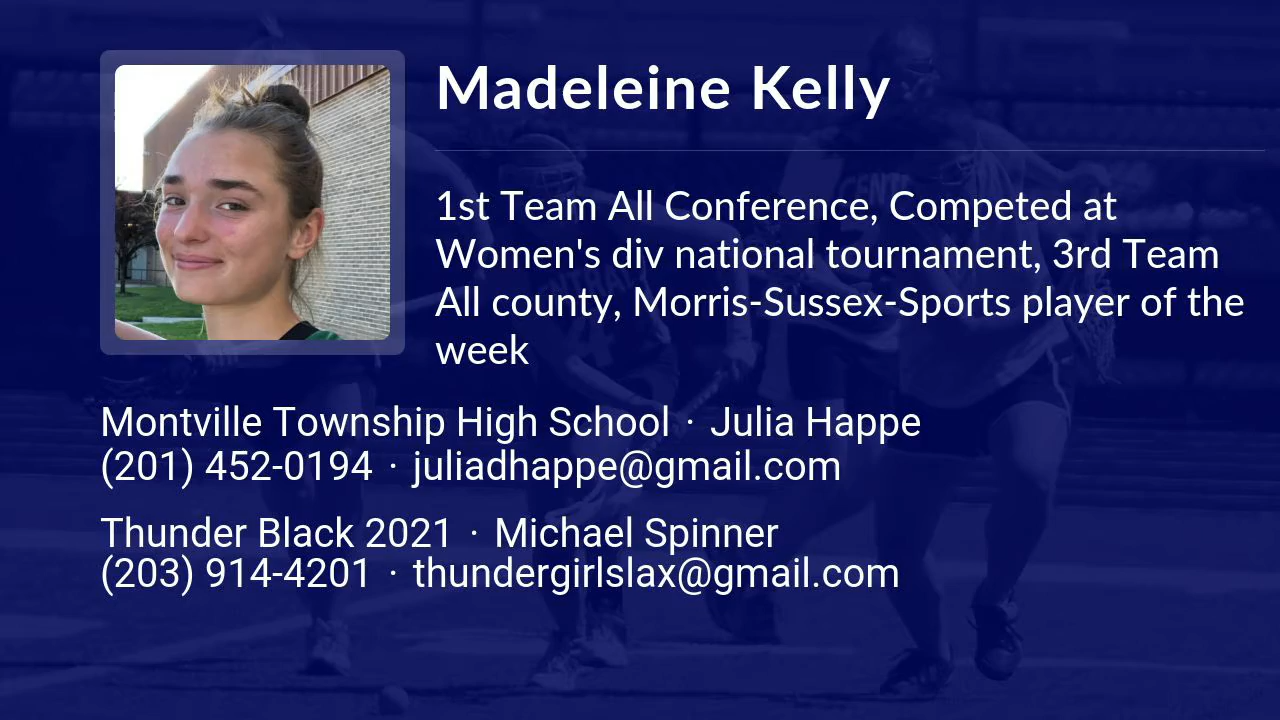 Madeleine Kelly
1st Team All Conference, Competed at
Women's div national tournament, 3rd Team
All county, Morris-Sussex-Sports player of the
week
Montville Township High School · Julia Happe
(201) 452-0194 · juliadhappe@gmail.com
Thunder Black 2021 · Michael Spinner
(203) 914-4201 · thundergirlslax@gmail.com